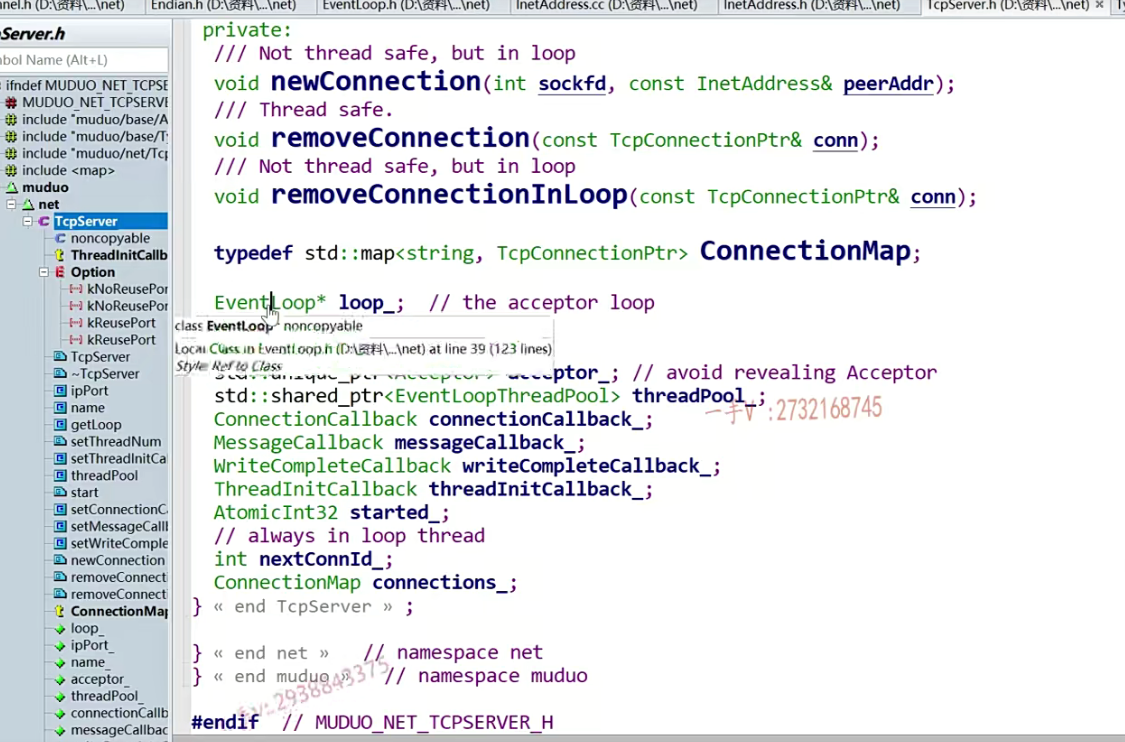 nel.h (D:\资料\...\net)
Endian.h (D:\资料\...\net)
EventLoop.h (D:\资料\...\net)
InetAddress.cc (D:\资料\...\net)
InetAddress.h (D:\资料\...\net)
TcpServer.h (D:\资料\...\net) ×
pServer.h
bol Name (Alt+L)
ifndef MUDUO_NET_TCPSE
MUDUO_NET_TCPSERVE
include "muduo/base/A
include "muduo/base/Ty
include "muduo/net/Tcp
include <map>
muduo
net
TcpServer
noncopyable
ThreadInitCallb
Option
kNoReusePor
kNoReusePor
kReusePort
kReusePort
TcpServer
~TcpServer
ipPort
name
getLoop
setThreadNum
setThreadInitCal
threadPool
start
setConnectionC
setMessageCall
setWriteComple
newConnection
removeConnect
removeConnect
ConnectionMap
loop_
ipPort_
name_
acceptor_
threadPool_
connectionCallb
messageCallbac
private:
/// Not thread safe, but in loop
void newConnection(int sockfd, const InetAddress& peerAddr);
/// Thread safe.
void removeConnection(const TcpConnectionPtr& conn);
/// Not thread safe, but in loop
void removeConnectionInLoop(const TcpConnectionPtr& conn);
typedef std::map<string, TcpConnectionPtr> ConnectionMap;
EventLoop* loop_; // the acceptor loop
class EventLoop noncopyable
Local Class in EventLoop.h (D:\资料\...\net) at line 39 (123 lines)
Style: Ref to Class
std::unique_ptr<Acceptor> acceptor_; // avoid revealing Acceptor
std::shared_ptr<EventLoopThreadPool> threadPool_;
一手V :2732168745
ConnectionCallback connectionCallback_;
MessageCallback messageCallback_;
WriteCompleteCallback writeCompleteCallback_;
ThreadInitCallback threadInitCallback_;
AtomicInt32 started_;
// always in loop thread
int nextConnId_;
ConnectionMap connections_;
} « end TcpServer » ;
} « end net » // namespace net
} « end muduo » // namespace muduo
v:2938843375
#endif // MUDUO_NET_TCPSERVER_H